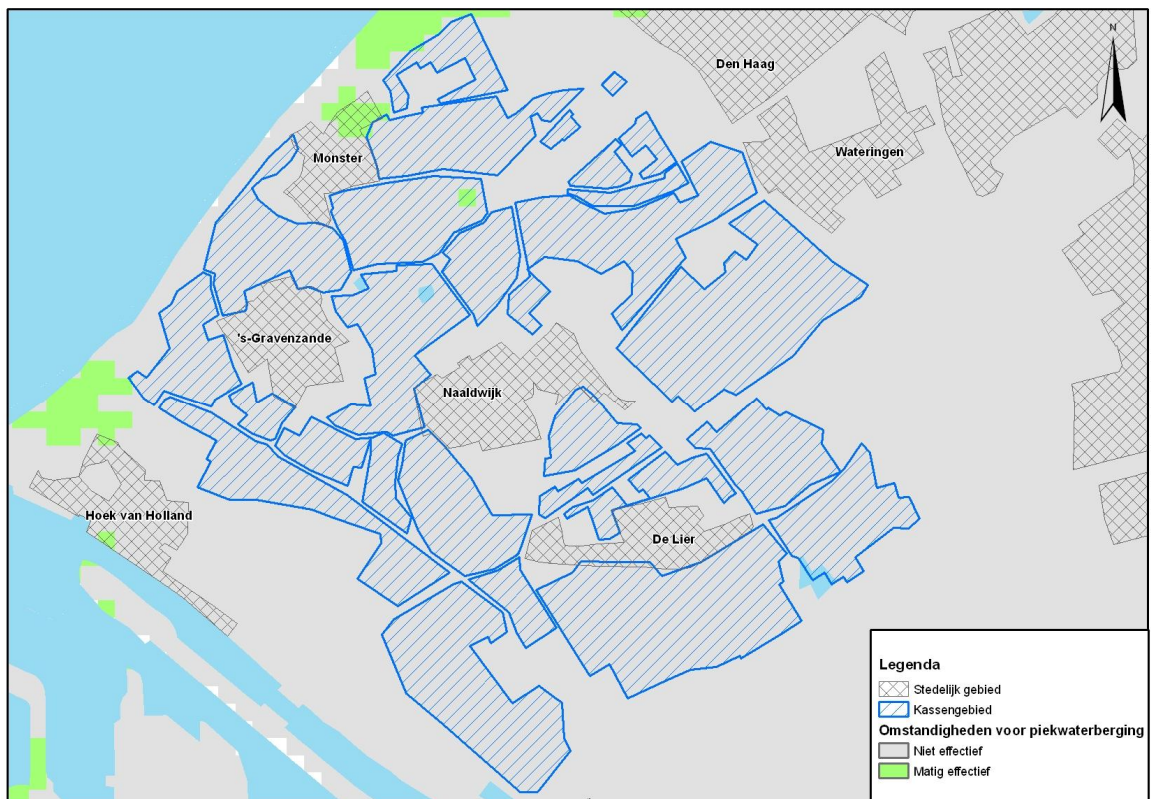 N
Den Haag
Monster
Wateringen
's-Gravenzande
Naaldwijk
Hoek van Holland
De Lier
Legenda
Stedelijk gebied
Kassengebied
Omstandigheden voor piekwaterberging
Niet effectief
Matig effectief